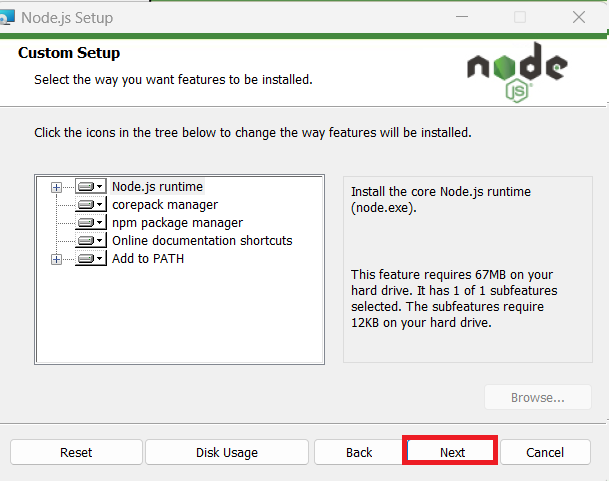 Node.js Setup
Custom Setup
Select the way you want features to be installed.
node
JS
Click the icons in the tree below to change the way features will be installed.
Node.js runtime
corepack manager
npm package manager
Online documentation shortcuts
Add to PATH
Install the core Node.js runtime
(node.exe).
This feature requires 67MB on your
hard drive. It has 1 of 1 subfeatures
selected. The subfeatures require
12KB on your hard drive.
Browse...
Reset
Disk Usage
Back
Next
Cancel